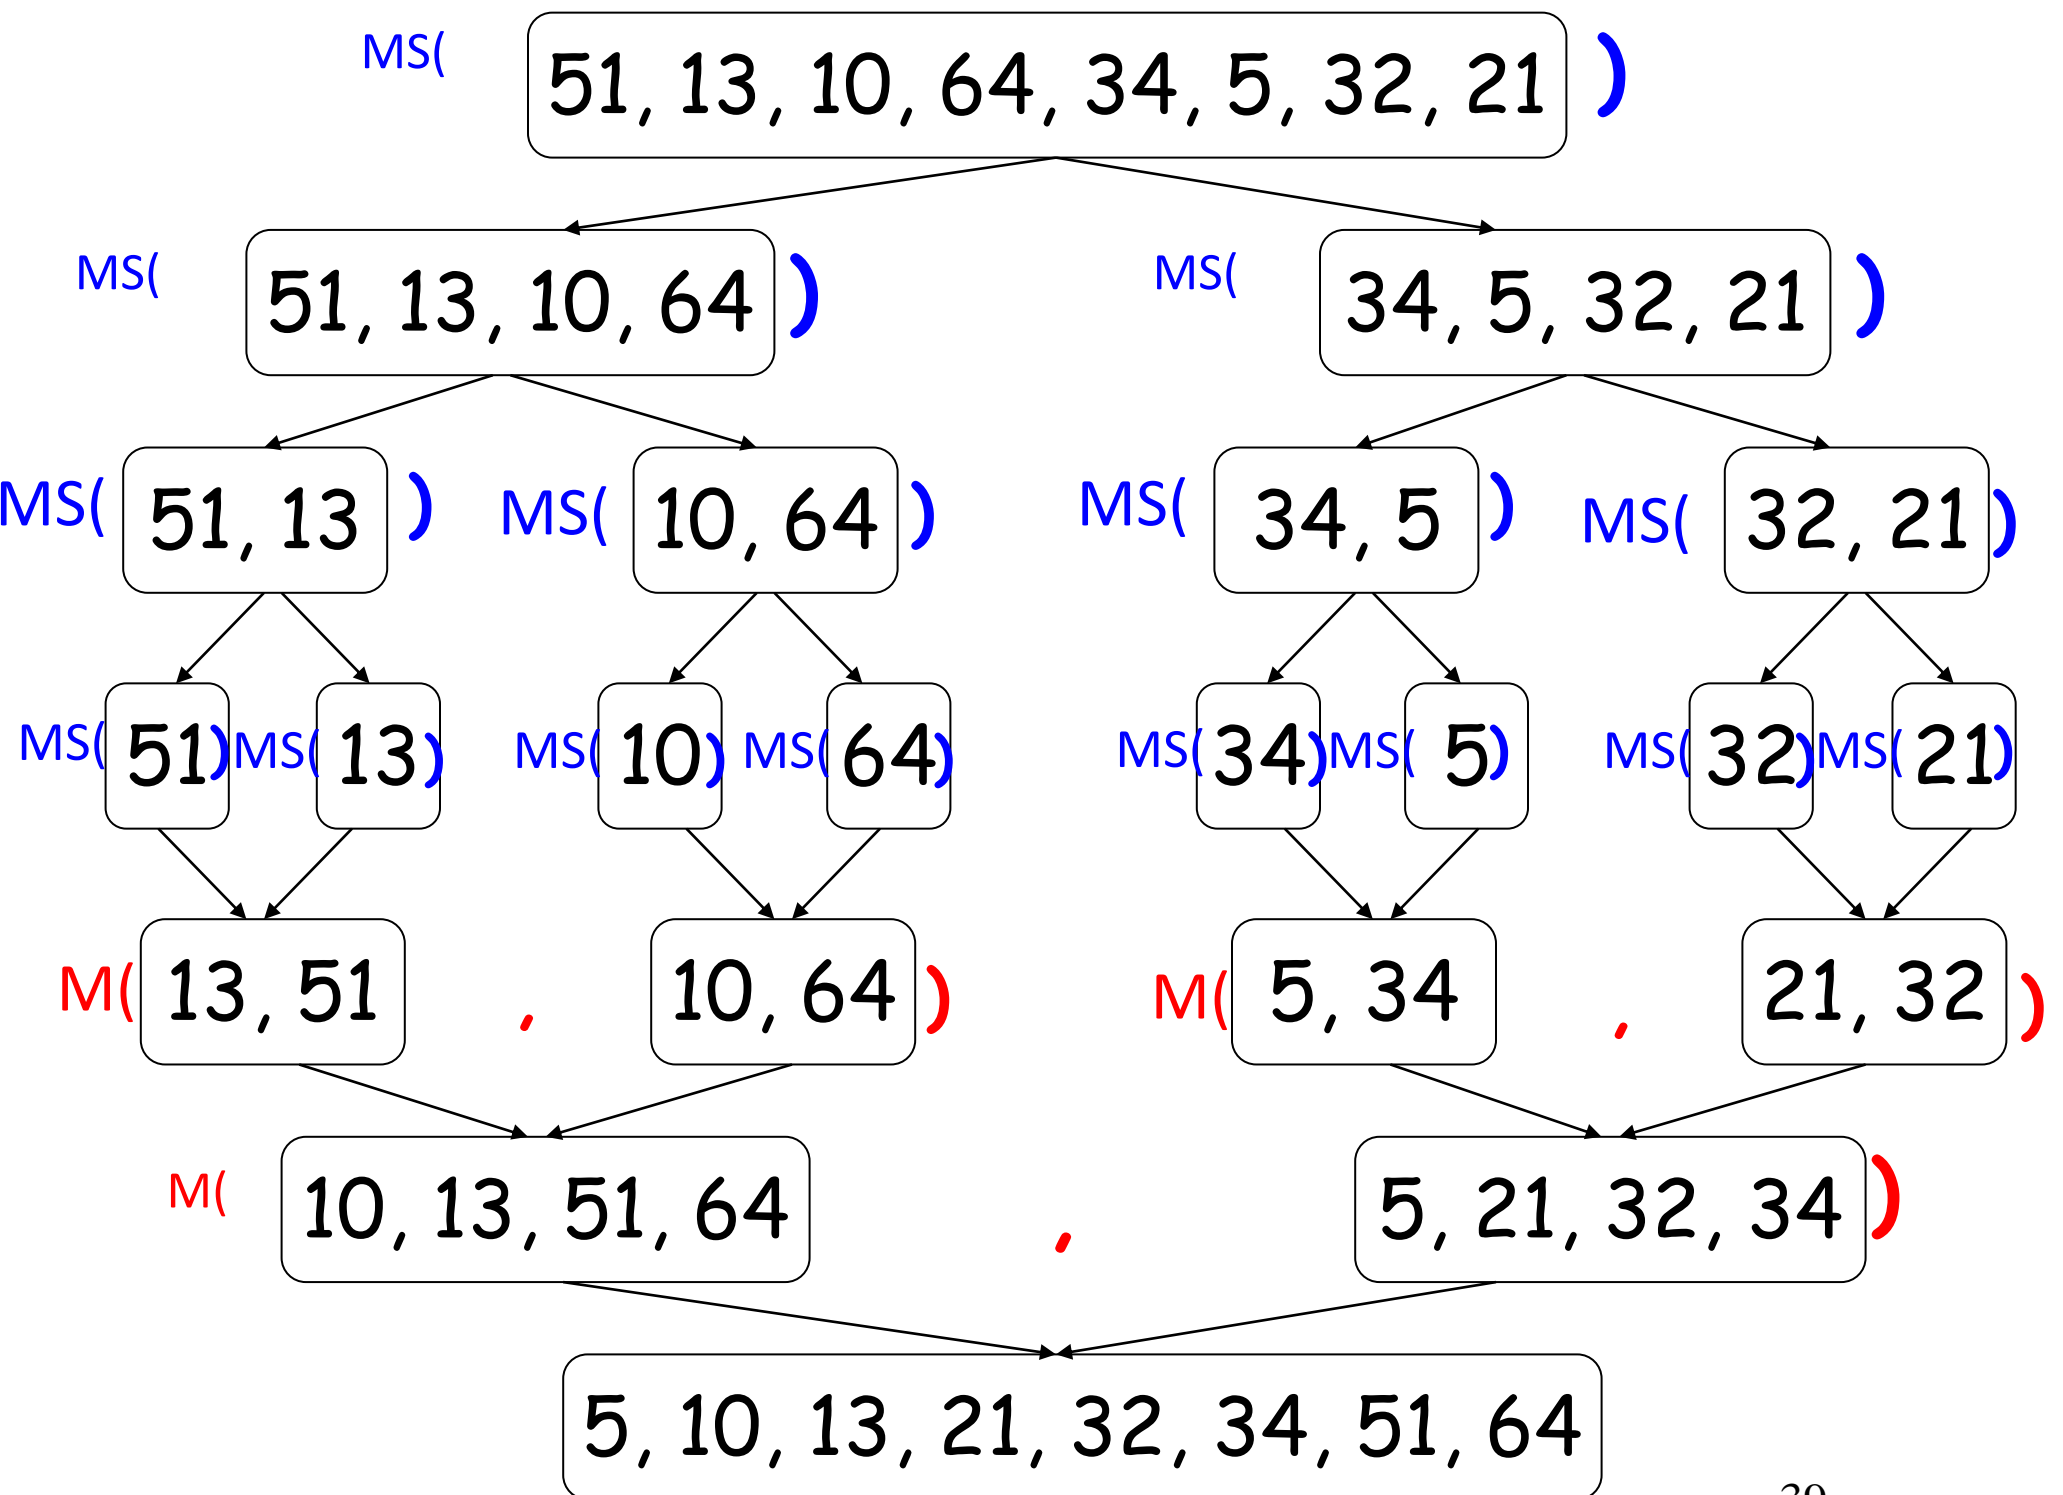 MS( 51, 13, 10, 64, 34, 5, 32, 21 )
MS( 51, 13, 10, 64 ) MS( 34, 5, 32, 21 )
MS( 51, 13 ) MS( 10, 64 ) MS( 34, 5 ) MS( 32, 21 )
MS( 51 ) MS( 13 ) MS( 10 ) MS( 64 ) MS( 34 ) MS( 5 ) MS( 32 ) MS( 21 )
M( 13, 51 , 10, 64 ) M( 5, 34 , 21, 32 )
M( 10, 13, 51, 64 , 5, 21, 32, 34 )
5, 10, 13, 21, 32, 34, 51, 64